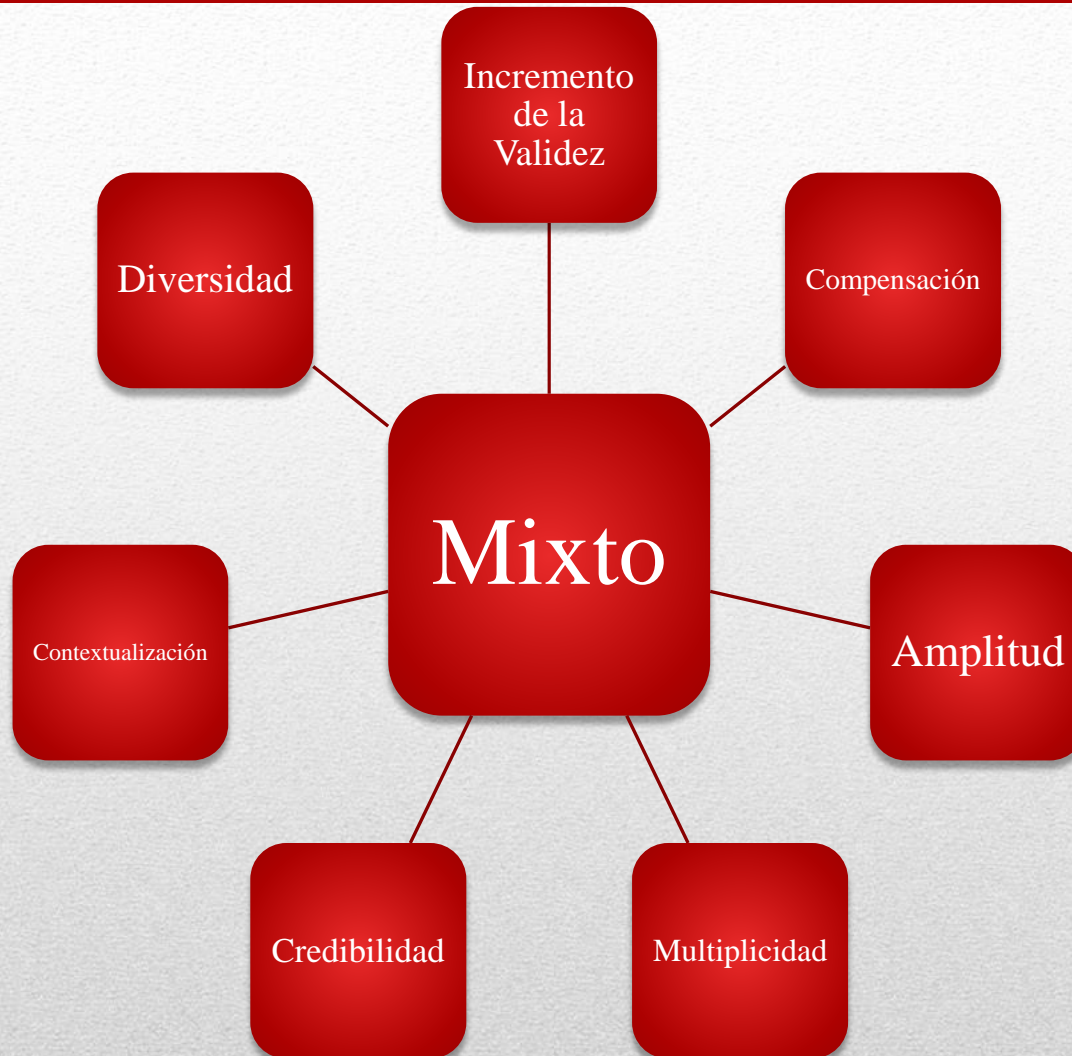 Incremento
de la
Validez
Diversidad
Compensación
Mixto
Contextualización
Amplitud
Credibilidad
Multiplicidad